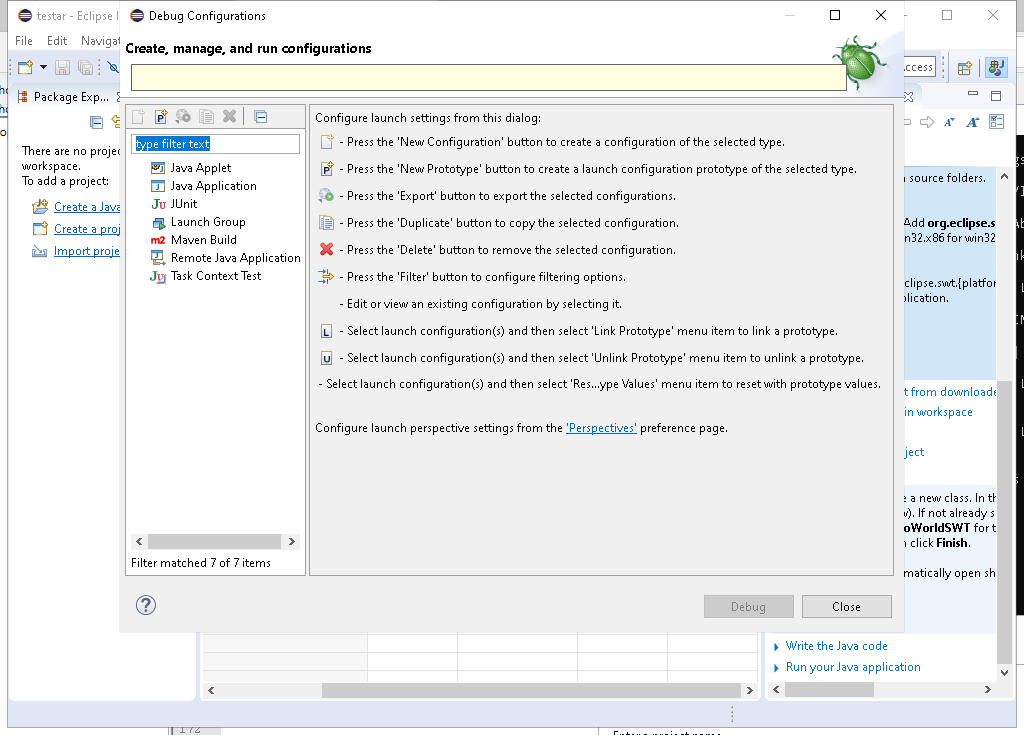 testar - Eclipse I
Debug Configurations
File Edit Navigat
Create, manage, and run configurations
ccess
Package Exp...
type filter text
Java Applet
Java Application
JUnit
Launch Group
Maven Build
Remote Java Application
Task Context Test
Filter matched 7 of 7 items
Configure launch settings from this dialog:
- Press the 'New Configuration' button to create a configuration of the selected type.
- Press the 'New Prototype' button to create a launch configuration prototype of the selected type.
- Press the 'Export' button to export the selected configurations.
- Press the 'Duplicate' button to copy the selected configuration.
- Press the 'Delete' button to remove the selected configuration.
- Press the 'Filter' button to configure filtering options.
- Edit or view an existing configuration by selecting it.
- Select launch configuration(s) and then select 'Link Prototype' menu item to link a prototype.
- Select launch configuration(s) and then select 'Unlink Prototype' menu item to unlink a prototype.
- Select launch configuration(s) and then select 'Res...ype Values' menu item to reset with prototype values.
Configure launch perspective settings from the 'Perspectives' preference page.
Debug
Close
There are no projec
workspace.
To add a project:
Create a Java
Create a proj
Import proje
source folders.
Add org.eclipse.s
n32.x86 for win32
clipse.swt.{platfor
plication.
t from downloade
in workspace
ject
e a new class. In th
w). If not already s
oWorldSWT for t
click Finish.
matically open sh
Write the Java code
Run your Java application
172
Enter a project name